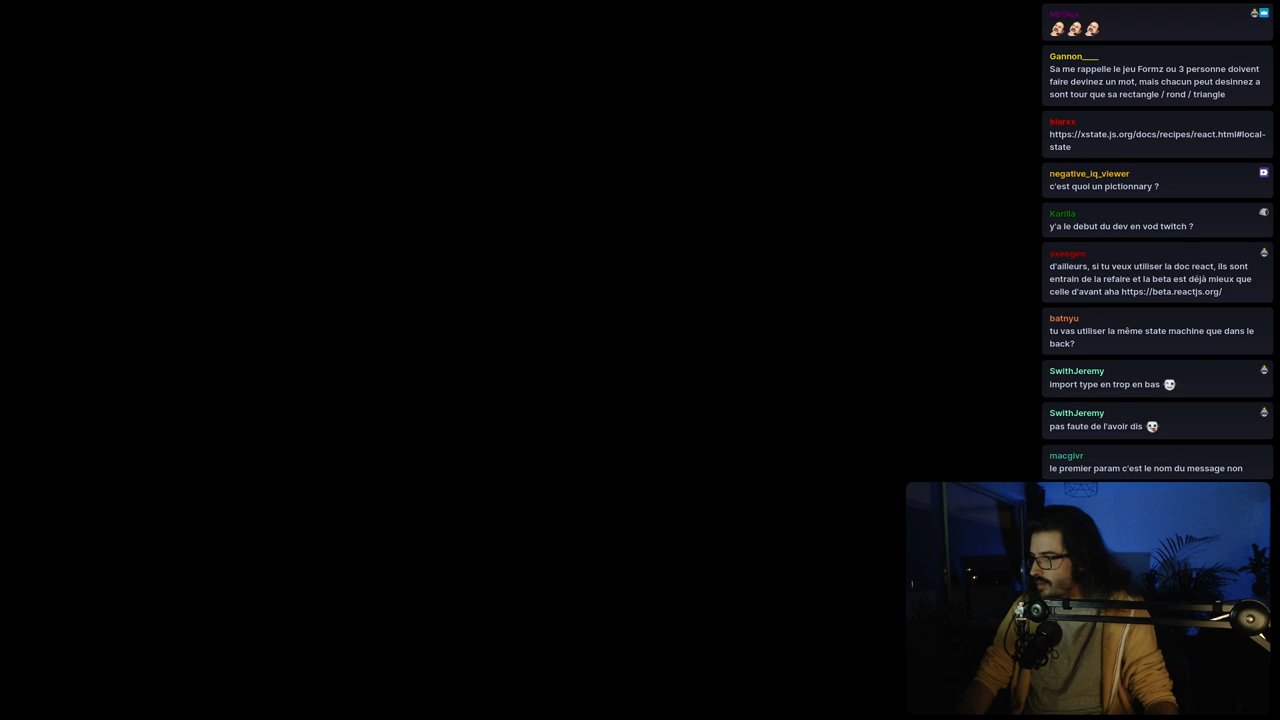 Gannon____
Sa me rappelle le jeu Formz ou 3 personne doivent
faire devinez un mot, mais chacun peut desinnez a
sont tour que sa rectangle / rond / triangle
blarxx
https://xstate.js.org/docs/recipes/react.html#local-
state
negative_iq_viewer
c'est quoi un pictionnary ?
Karilla
y'a le debut du dev en vod twitch ?
oxeegen
d'ailleurs, si tu veux utiliser la doc react, ils sont
entrain de la refaire et la beta est déjà mieux que
celle d'avant aha https://beta.reactjs.org/
batnyu
tu vas utiliser la même state machine que dans le
back?
SwithJeremy
import type en trop en bas
SwithJeremy
pas faute de l'avoir dis
macgivr
le premier param c'est le nom du message non